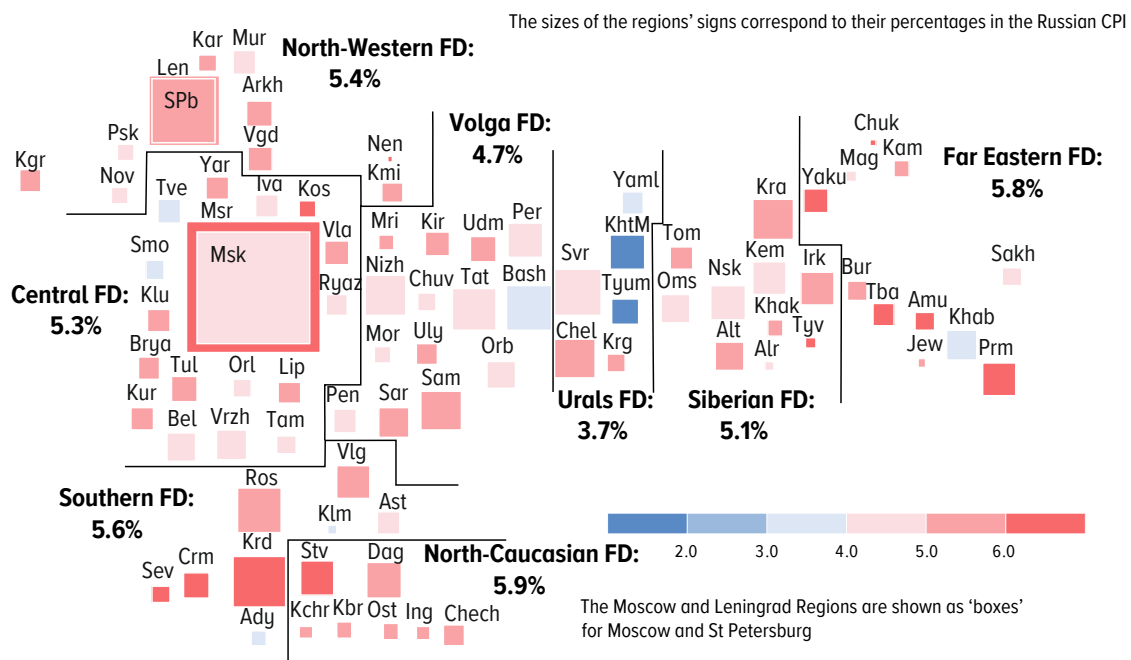 The sizes of the regions' signs correspond to their percentages in the Russian CPI
Kar
Mur
North-Western FD:
5.4%
Len
SPb
Arkh
Vgd
Psk
Nov
Kgr
Volga FD:
4.7%
Nen
Kmi
Chuk
Mag
Kam
Far Eastern FD:
5.8%
Yar
Iva
Kos
Tve
Msr
Msk
Vla
Smo
Ryaz
Central FD:
5.3%
Klu
Brya
Tul
Orl
Lip
Kur
Bel
Vrzh
Tam
Mri
Kir
Udm
Per
Nizh
Chuv
Tat
Bash
Mor
Uly
Orb
Pen
Sar
Sam
Yaml
KhtM
Svr
Tyum
Chel
Krg
Urals FD:
3.7%
Tom
Oms
Nsk
Kra
Kem
Irk
Khak
Alt
Alr
Tyv
Siberian FD:
5.1%
Yaku
Bur
Tba
Amu
Khab
Jew
Prm
Sakh
Southern FD:
5.6%
Ros
Vlg
Klm
Ast
Krd
Crm
Sev
Ady
North-Caucasian FD:
5.9%
Stv
Dag
Kchr
Kbr
Ost
Ing
Chech
2.0
3.0
4.0
5.0
6.0
The Moscow and Leningrad Regions are shown as 'boxes'
for Moscow and St Petersburg